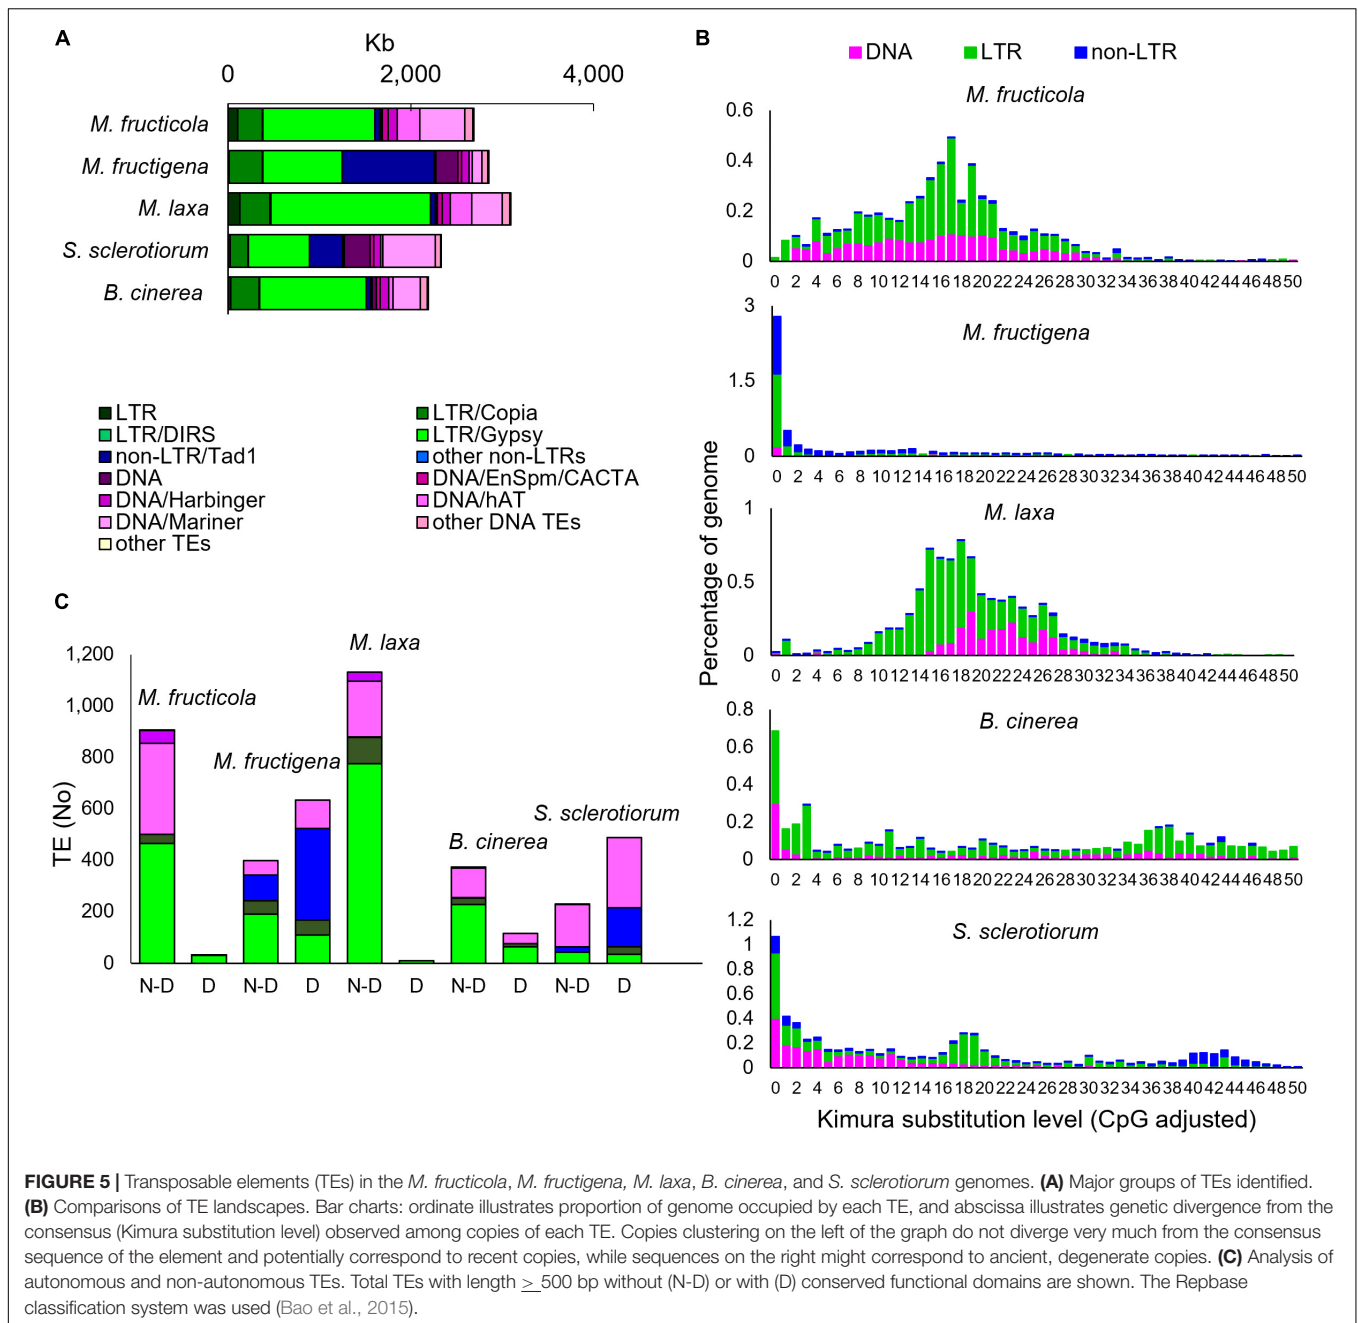 A
Kb
0 2,000 4,000
M. fructicola
M. fructigena
M. laxa
S. sclerotiorum
B. cinerea
LTR LTR/Copia
LTR/DIRS LTR/Gypsy
non-LTR/Tad1 other non-LTRs
DNA DNA/EnSpm/CACTA
DNA/Harbinger DNA/hAT
DNA/Mariner other DNA TEs
other TEs
B
DNA LTR non-LTR
Percentage of genome
M. fructicola
0.6
0.4
0.2
0
0 2 4 6 8 10 12 14 16 18 20 22 24 26 28 30 32 34 36 38 40 42 44 46 48 50
M. fructigena
3
1.5
0
0 2 4 6 8 10 12 14 16 18 20 22 24 26 28 30 32 34 36 38 40 42 44 46 48 50
M. laxa
1
0.5
0
0 2 4 6 8 10 12 14 16 18 20 22 24 26 28 30 32 34 36 38 40 42 44 46 48 50
B. cinerea
0.8
0.6
0.4
0.2
0
0 2 4 6 8 10 12 14 16 18 20 22 24 26 28 30 32 34 36 38 40 42 44 46 48 50
S. sclerotiorum
1.2
1
0.8
0.6
0.4
0.2
0
0 2 4 6 8 10 12 14 16 18 20 22 24 26 28 30 32 34 36 38 40 42 44 46 48 50
Kimura substitution level (CpG adjusted)
C
TE (No)
1,200
1,000
800
600
400
200
0
M. fructicola
M. fructigena
M. laxa
B. cinerea
S. sclerotiorum
N-D D N-D D N-D D N-D D N-D D
FIGURE 5 | Transposable elements (TEs) in the M. fructicola, M. fructigena, M. laxa, B. cinerea, and S. sclerotiorum genomes. (A) Major groups of TEs identified.
(B) Comparisons of TE landscapes. Bar charts: ordinate illustrates proportion of genome occupied by each TE, and abscissa illustrates genetic divergence from the
consensus (Kimura substitution level) observed among copies of each TE. Copies clustering on the left of the graph do not diverge very much from the consensus
sequence of the element and potentially correspond to recent copies, while sequences on the right might correspond to ancient, degenerate copies. (C) Analysis of
autonomous and non-autonomous TEs. Total TEs with length ≥ 500 bp without (N-D) or with (D) conserved functional domains are shown. The Repbase
classification system was used (Bao et al., 2015).